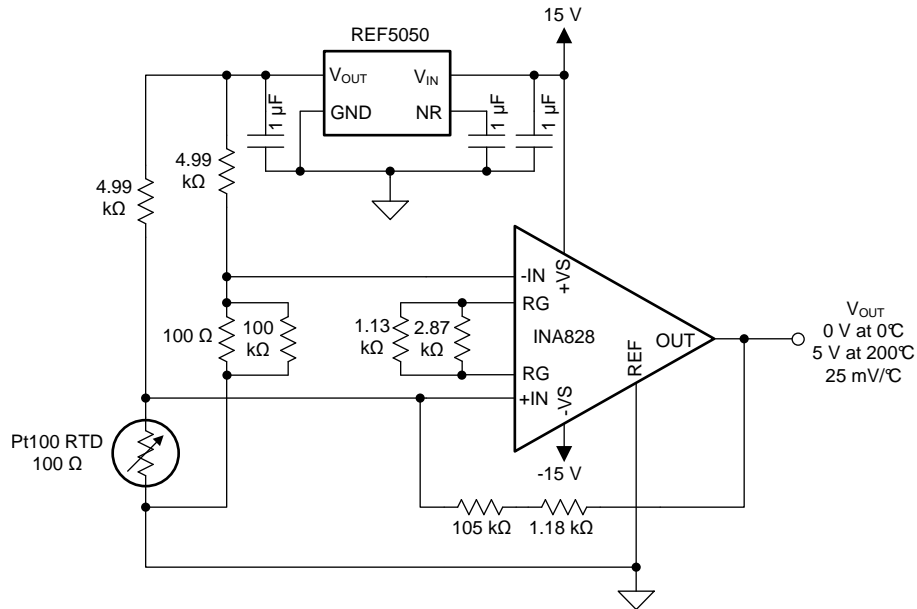 REF5050
15 V
VOUT
VIN
GND
NR
1 µF
1 µF
1 µF
4.99
kΩ
4.99
kΩ
-IN
+VS
RG
100 Ω
100
kΩ
1.13
kΩ
2.87
kΩ
INA828
OUT
REF
RG
+IN
-VS
VOUT
0 V at 0℃
5 V at 200℃
25 mV/℃
Pt100 RTD
100 Ω
-15 V
105 kΩ
1.18 kΩ